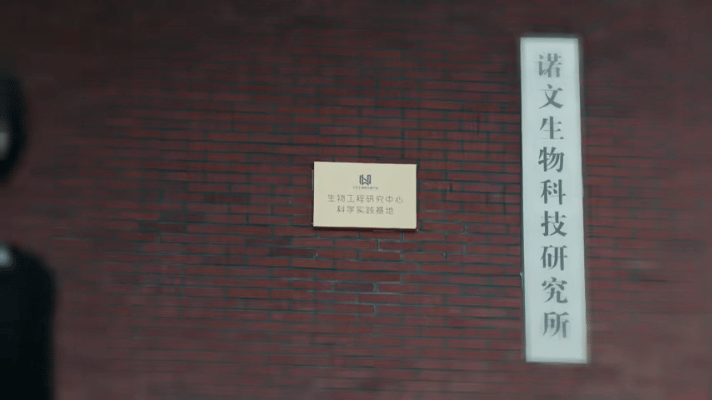 生物工程研究中心
科学实践基地
诺文生物科技研究所